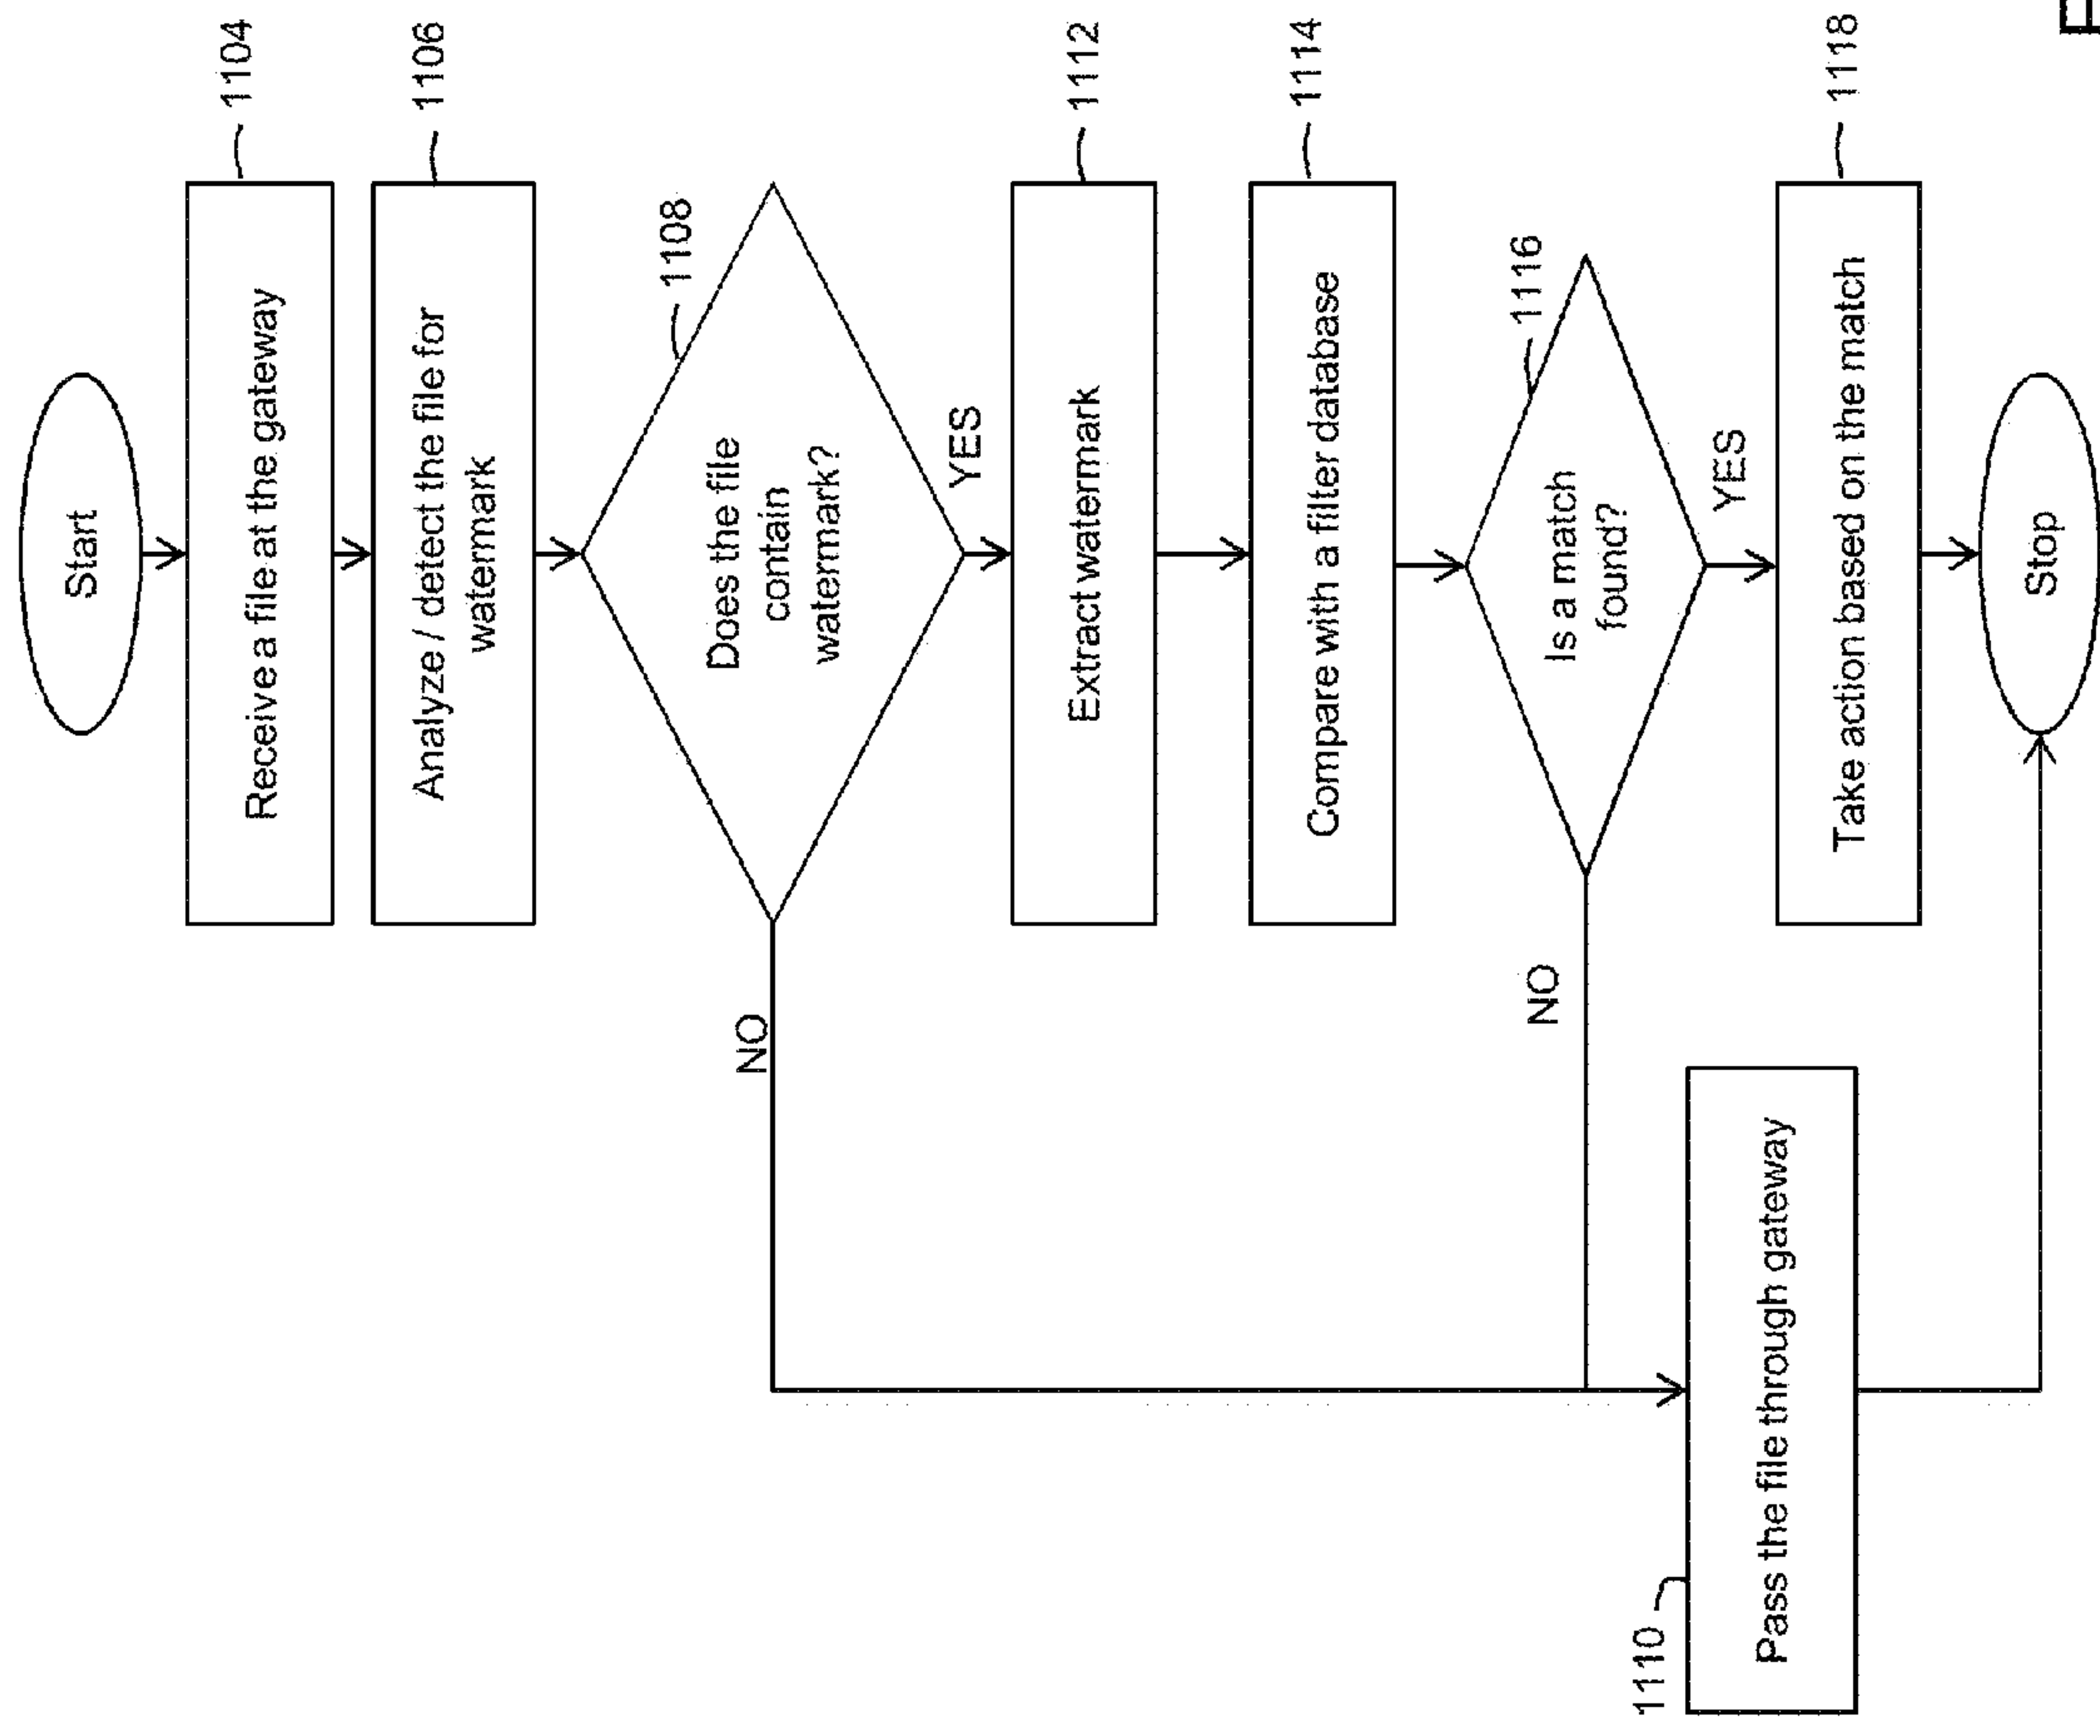 Start
Receive a file at the gateway
1104
Analyze / detect the file for
watermark
1106
Does the file
contain
watermark?
1108
NO
YES
Extract watermark
1112
Compare with a filter database
1114
Is a match
found?
1116
NO
YES
1110
Pass the file through gateway
Take action based on the match
1118
Stop